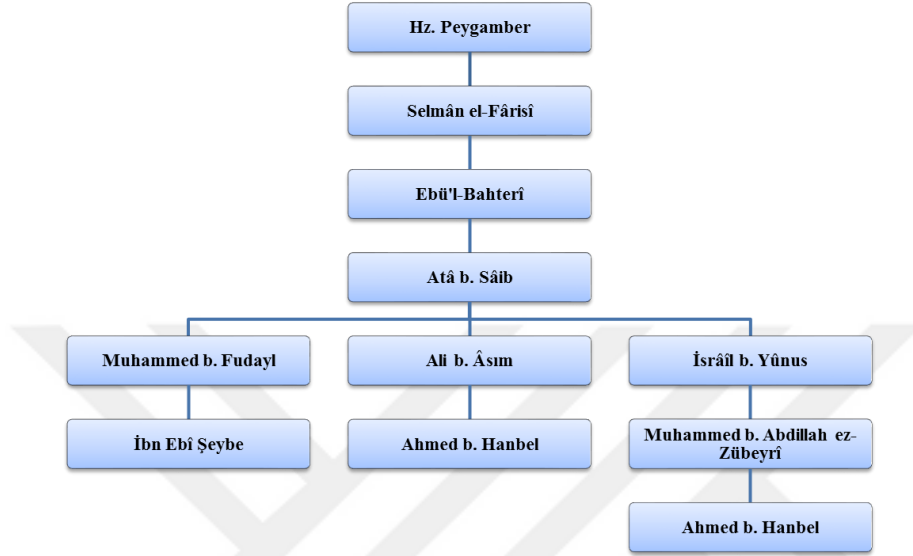 Hz. Peygamber
Selmân el-Fârisî
Ebü'l-Bahterî
Atâ b. Sâib
Muhammed b. Fudayl
Ali b. Âsım
İsrâîl b. Yûnus
İbn Ebî Şeybe
Ahmed b. Hanbel
Muhammed b. Abdillah ez-
Zübeyrî
Ahmed b. Hanbel